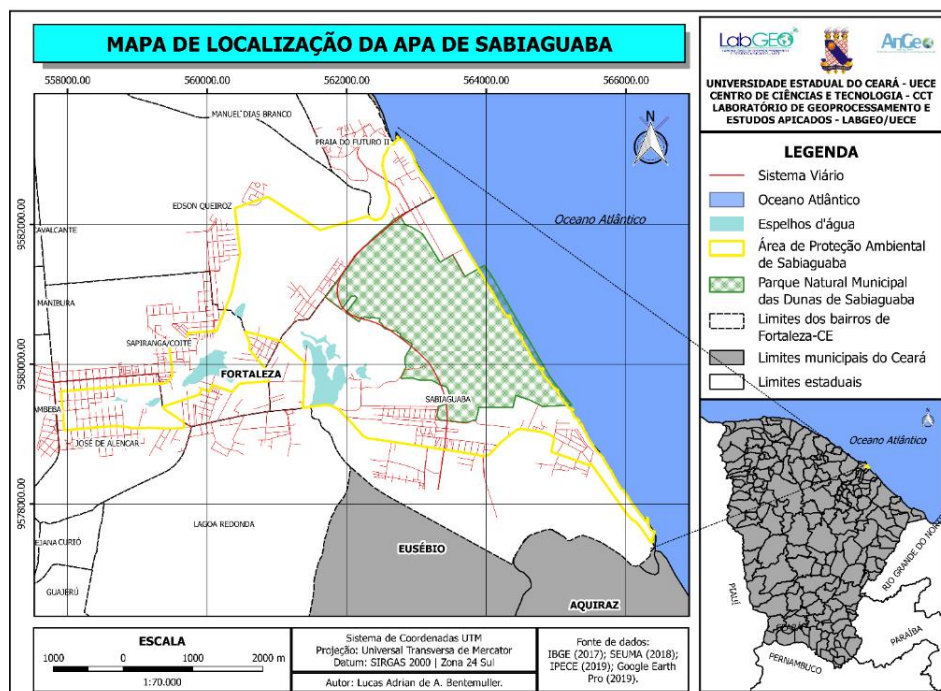 MAPA DE LOCALIZAÇÃO DA APA DE SABIAGUABA
558000.00
560000.00
562000.00
564000.00
566000.00
MANUEL DIAS BRANCO
PRAIA DO FUTURO II
N
EDSON QUEIROZ
Oceano Atlântico
9582000.00
CAVALCANTE
MANIBURA
SAPIRANGA/COITÉ
9580000.00
FORTALEZA
SABIAGUABA
AMBEBA
JOSÉ DE ALENCAR
9578000.00
LAGOA REDONDA
EUSÉBIO
EJANA CURIÓ
GUAJERÚ
AQUIRAZ
ESCALA
1000 0 1000 2000 m
1:70.000
Sistema de Coordenadas UTM
Projeção: Universal Transversa de Mercator
Datum: SIRGAS 2000 | Zona 24 Sul
Autor: Lucas Adrian de A. Bentemuller.
Fonte de dados:
IBGE (2017); SEUMA (2018);
IPECE (2019); Google Earth
Pro (2019).
LabGEO
AnGeo
UNIVERSIDADE ESTADUAL DO CEARÁ - UECE
CENTRO DE CIÊNCIAS E TECNOLOGIA - CCT
LABORATÓRIO DE GEOPROCESSAMENTO E
ESTUDOS APICADOS - LABGEO/UECE
LEGENDA
Sistema Viário
Oceano Atlântico
Espelhos d'água
Área de Proteção Ambiental
de Sabiaguaba
Parque Natural Municipal
das Dunas de Sabiaguaba
Limites dos bairros de
Fortaleza-CE
Limites municipais do Ceará
Limites estaduais
Oceano Atlântico
RIO GRANDE DO NORTE
PIAUÍ
CEARÁ
PARAÍBA
PERNAMBUCO